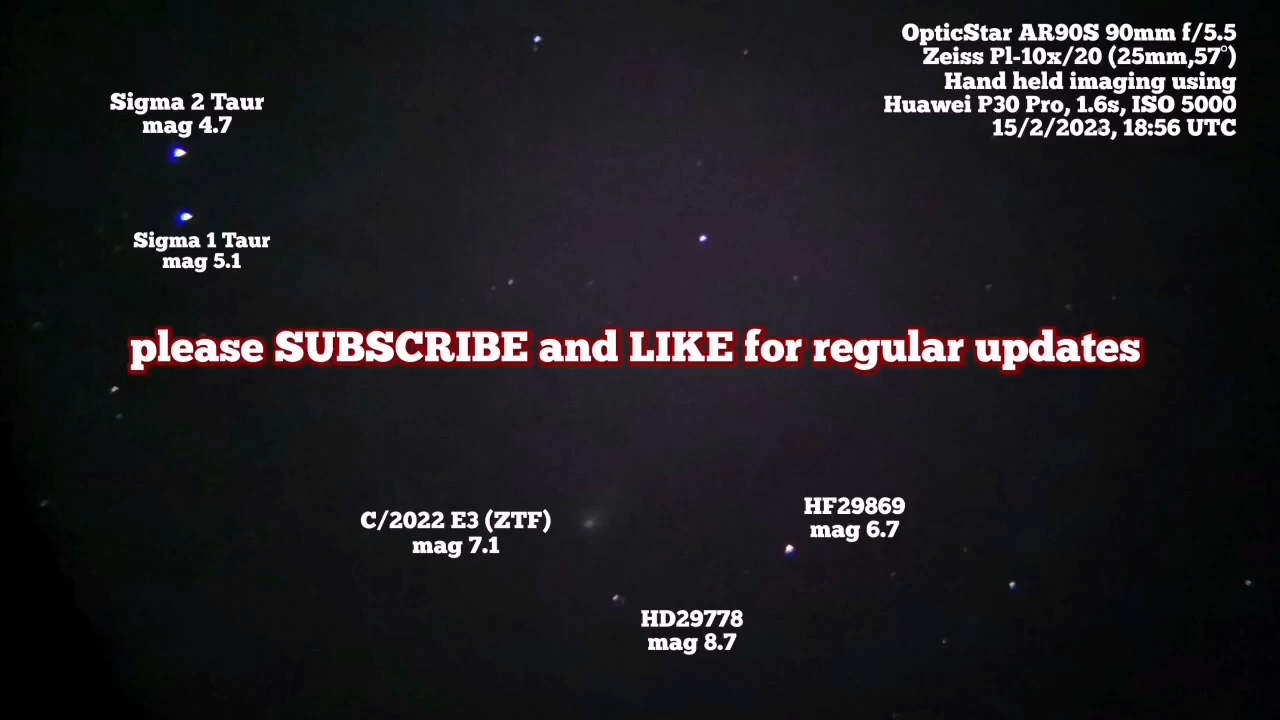 OpticStar AR90S 90mm f/5.5
Zeiss Pl-10x/20 (25mm,57°)
Hand held imaging using
Huawei P30 Pro, 1.6s, ISO 5000
15/2/2023, 18:56 UTC
Sigma 2 Taur
mag 4.7
Sigma 1 Taur
mag 5.1
please SUBSCRIBE and LIKE for regular updates
C/2022 E3 (ZTF)
mag 7.1
HF29869
mag 6.7
HD29778
mag 8.7